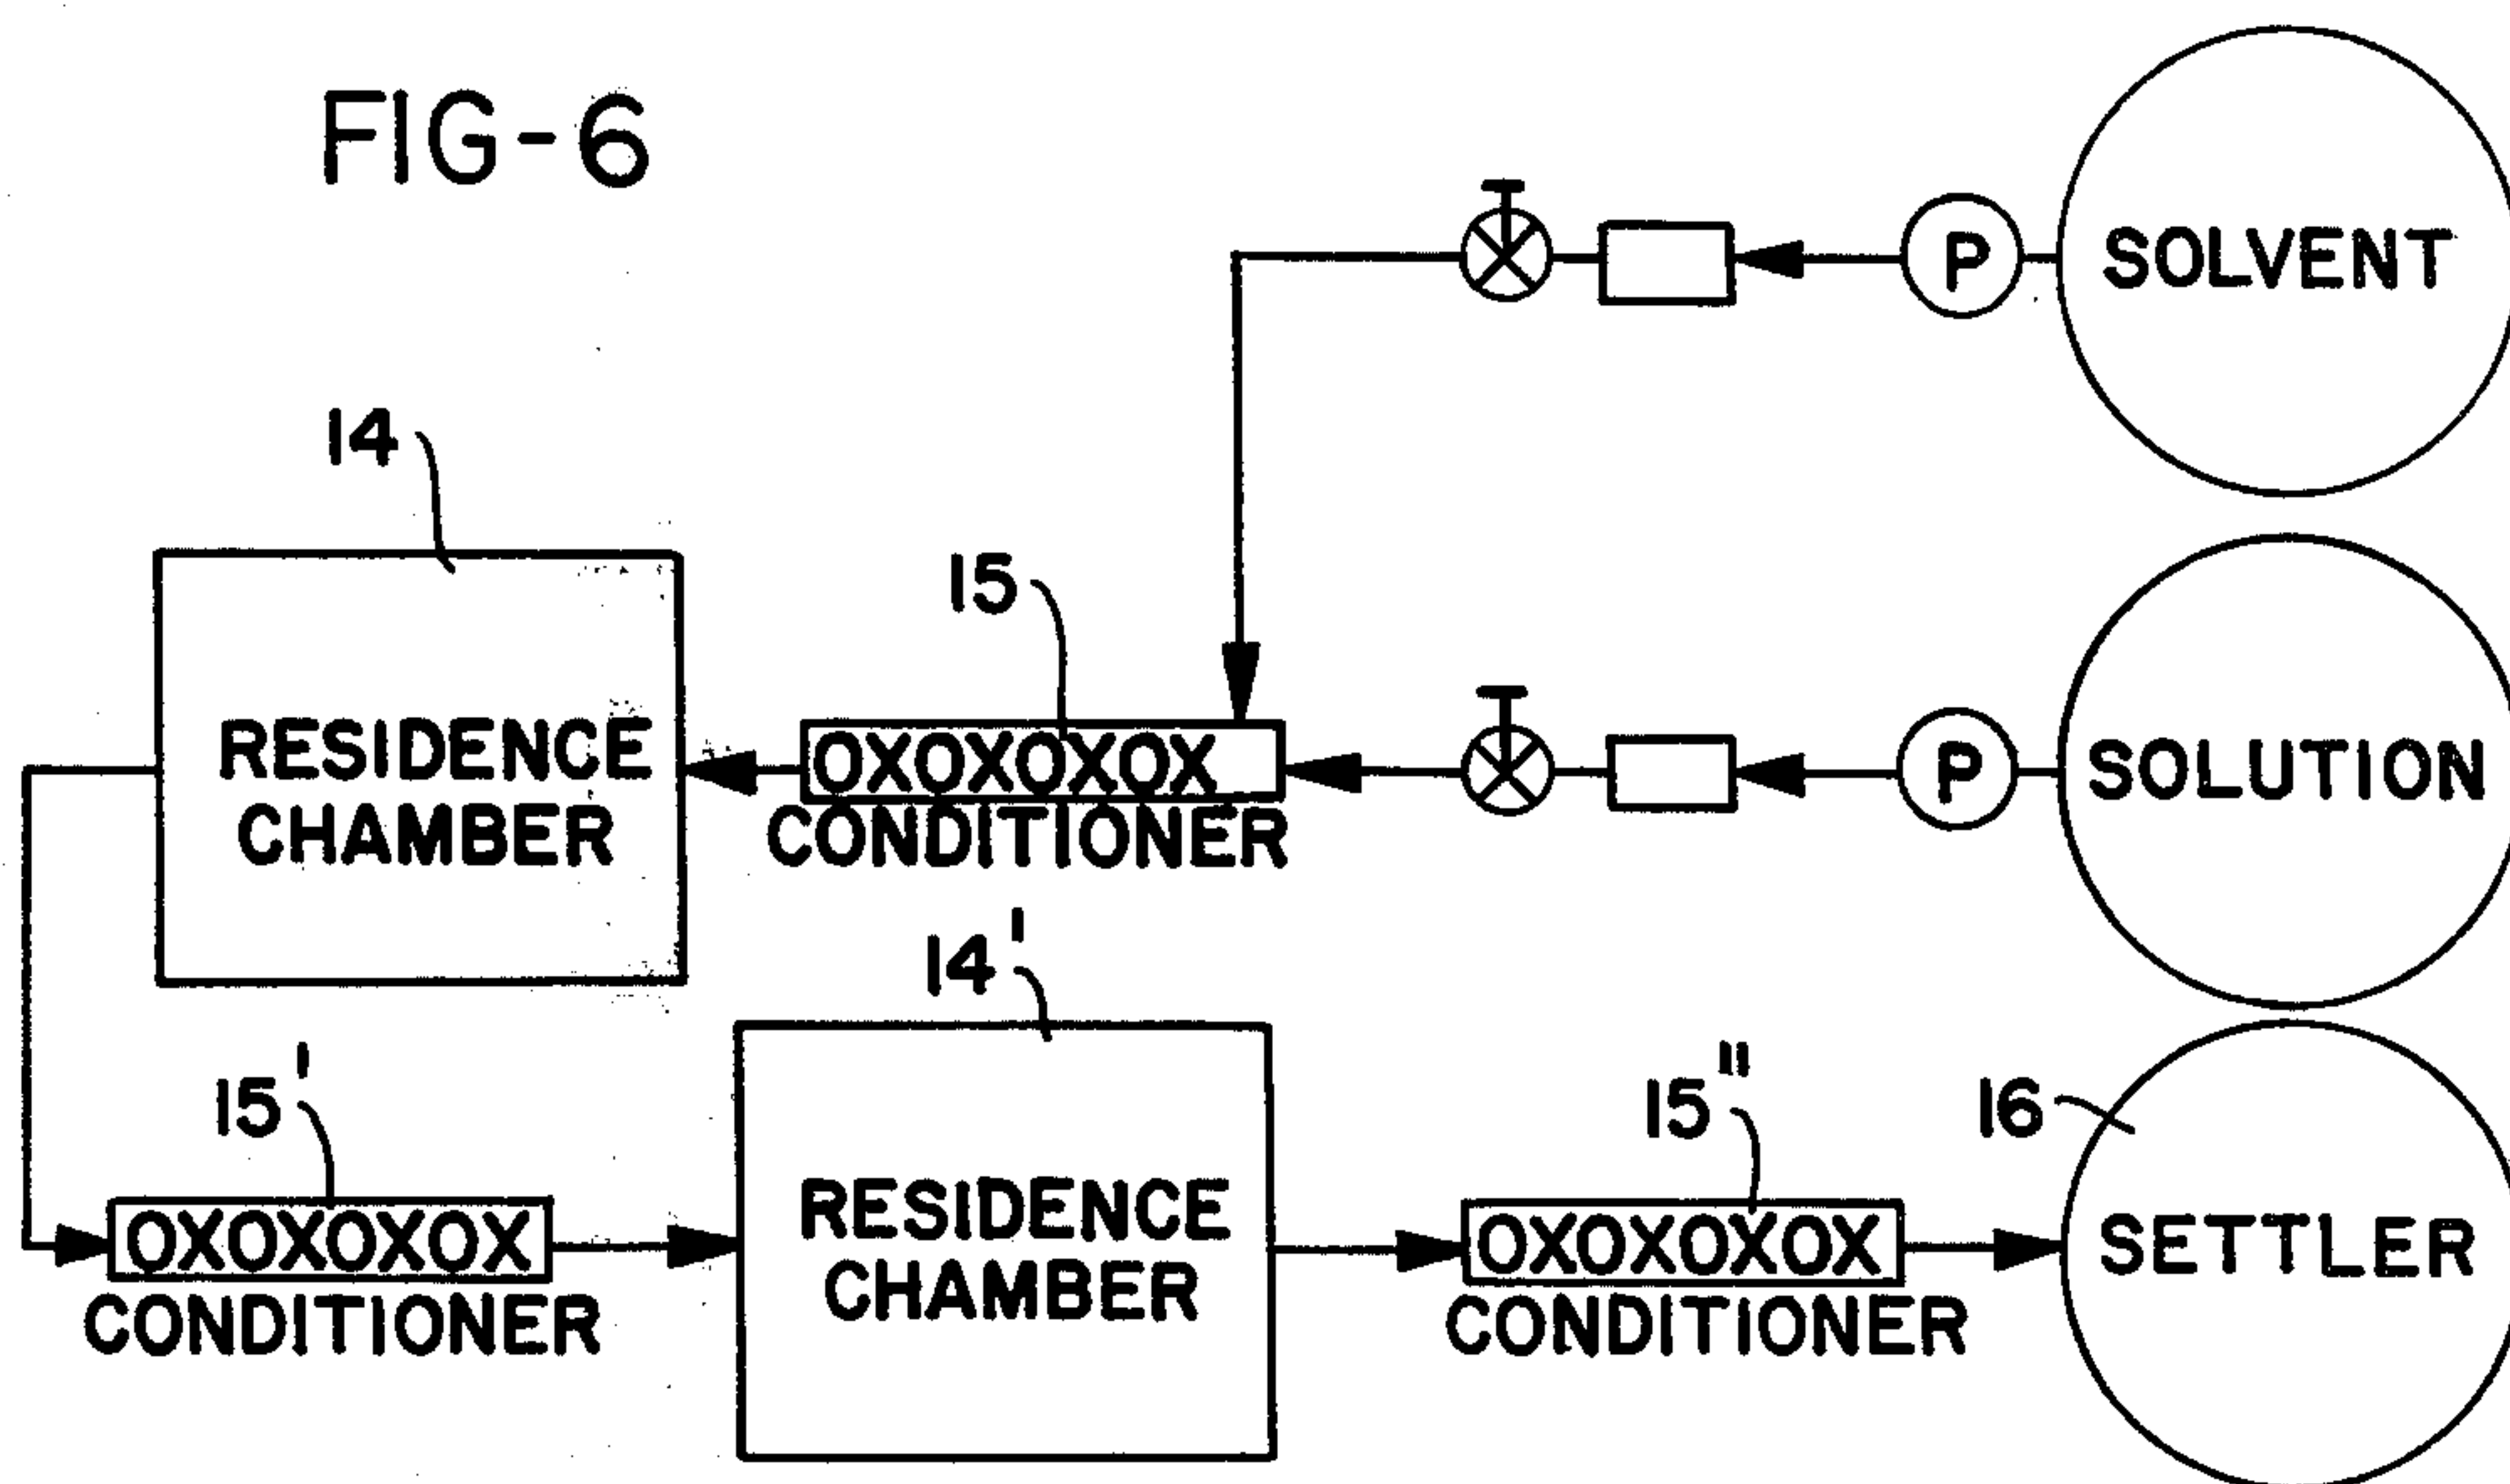 FIG-6
P
SOLVENT
14
15
RESIDENCE
CHAMBER
OXOXOXOX
CONDITIONER
P
SOLUTION
14'
15'
15"
16
OXOXOXOX
CONDITIONER
RESIDENCE
CHAMBER
OXOXOXOX
CONDITIONER
SETTLER